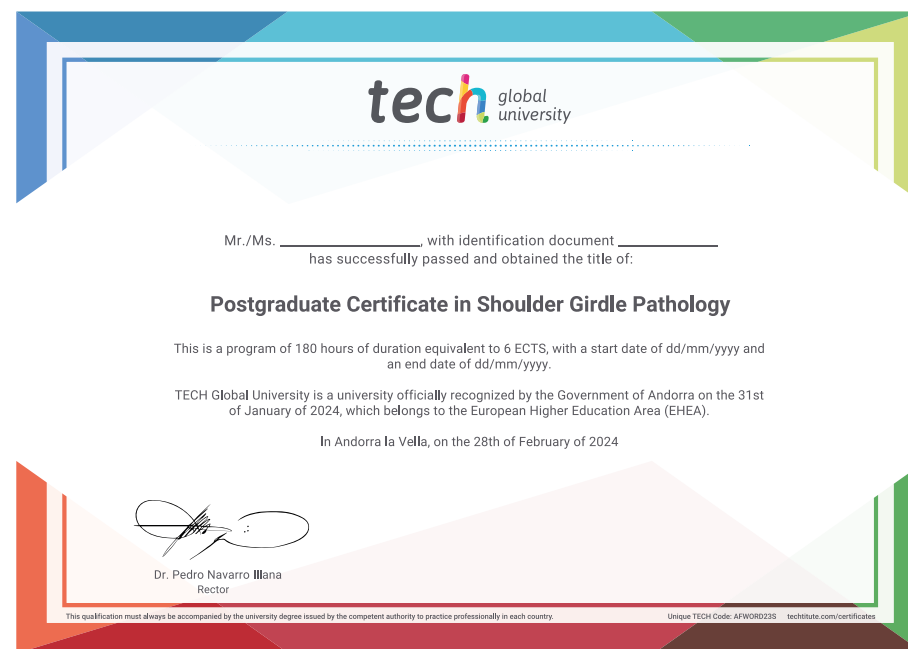 tech global
university
Mr./Ms. ____________________, with identification document ______________
has successfully passed and obtained the title of:
Postgraduate Certificate in Shoulder Girdle Pathology
This is a program of 180 hours of duration equivalent to 6 ECTS, with a start date of dd/mm/yyyy and
an end date of dd/mm/yyyy.
TECH Global University is a university officially recognized by the Government of Andorra on the 31st
of January of 2024, which belongs to the European Higher Education Area (EHEA).
In Andorra la Vella, on the 28th of February of 2024
Dr. Pedro Navarro Illana
Rector
This qualification must always be accompanied by the university degree issued by the competent authority to practice professionally in each country.
Unique TECH Code: AFWORD23S techtitute.com/certificates